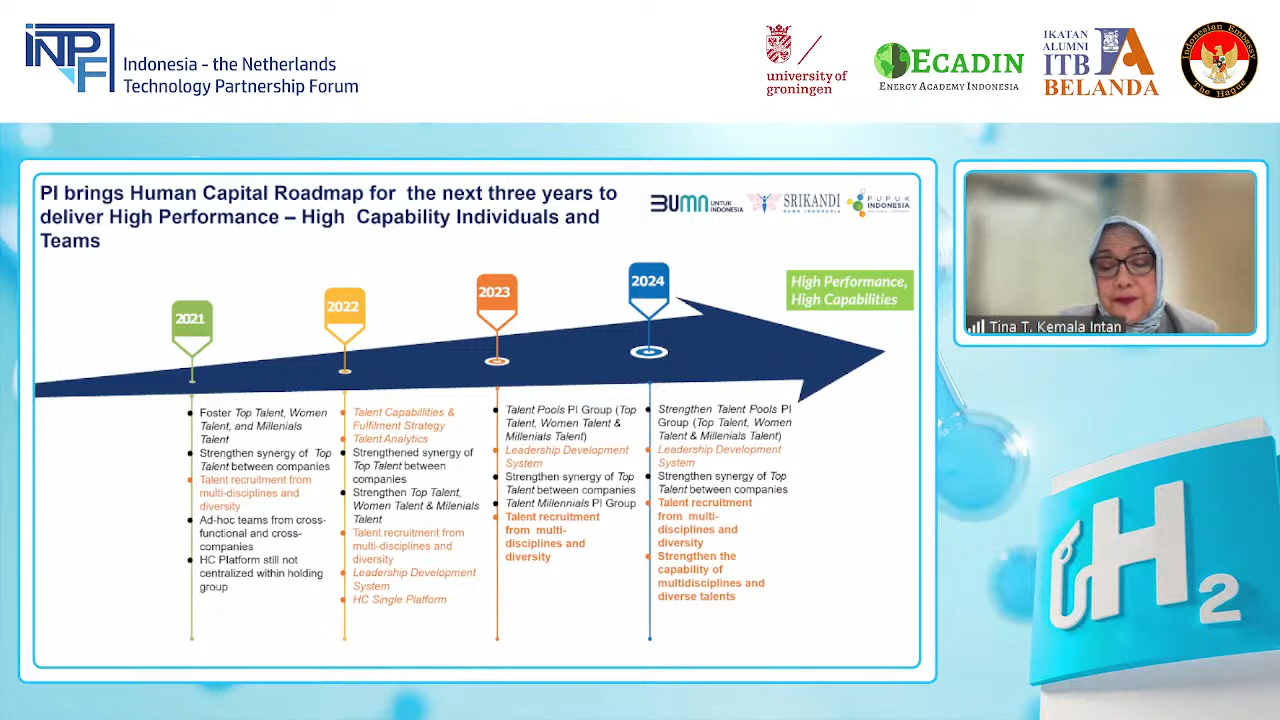 INPF
Indonesia - the Netherlands
Technology Partnership Forum
university of
groningen
ECADIN
ENERGY ACADEMY INDONESIA
IKATAN
ALUMNI
ITB
BELANDA
Indonesian Embassy
The Hague
PI brings Human Capital Roadmap for the next three years to
deliver High Performance – High Capability Individuals and
Teams
BUMN UNTUK
INDONESIA
SRIKANDI
BUMN INDONESIA
PUPUK
INDONESIA
2021
2022
2023
2024
High Performance,
High Capabilities
Foster Top Talent, Women
Talent, and Millenials
Talent
Strengthen synergy of Top
Talent between companies
Talent recruitment from
multi-disciplines and
diversity
Ad-hoc teams from cross-
functional and cross-
companies
HC Platform still not
centralized within holding
group
Talent Capabillities &
Fulfilment Strategy
Talent Analytics
Strengthened synergy of
Top Talent between
companies
Strengthen Top Talent,
Women Talent & Milenials
Talent
Talent recruitment from
multi-disciplines and
diversity
Leadership Development
System
HC Single Platform
Talent Pools PI Group (Top
Talent, Women Talent &
Millenials Talent)
Leadership Development
System
Strengthen synergy of Top
Talent between companies
Talent Millennials PI Group
Talent recruitment
from multi-
disciplines and
diversity
Strengthen Talent Pools PI
Group (Top Talent, Women
Talent & Millenials Talent)
Leadership Development
System
Strengthen synergy of Top
Talent between companies
Talent recruitment
from multi-
disciplines and
diversity
Strengthen the
capability of
multidisciplines and
diverse talents
Tina T. Kemala Intan
H2